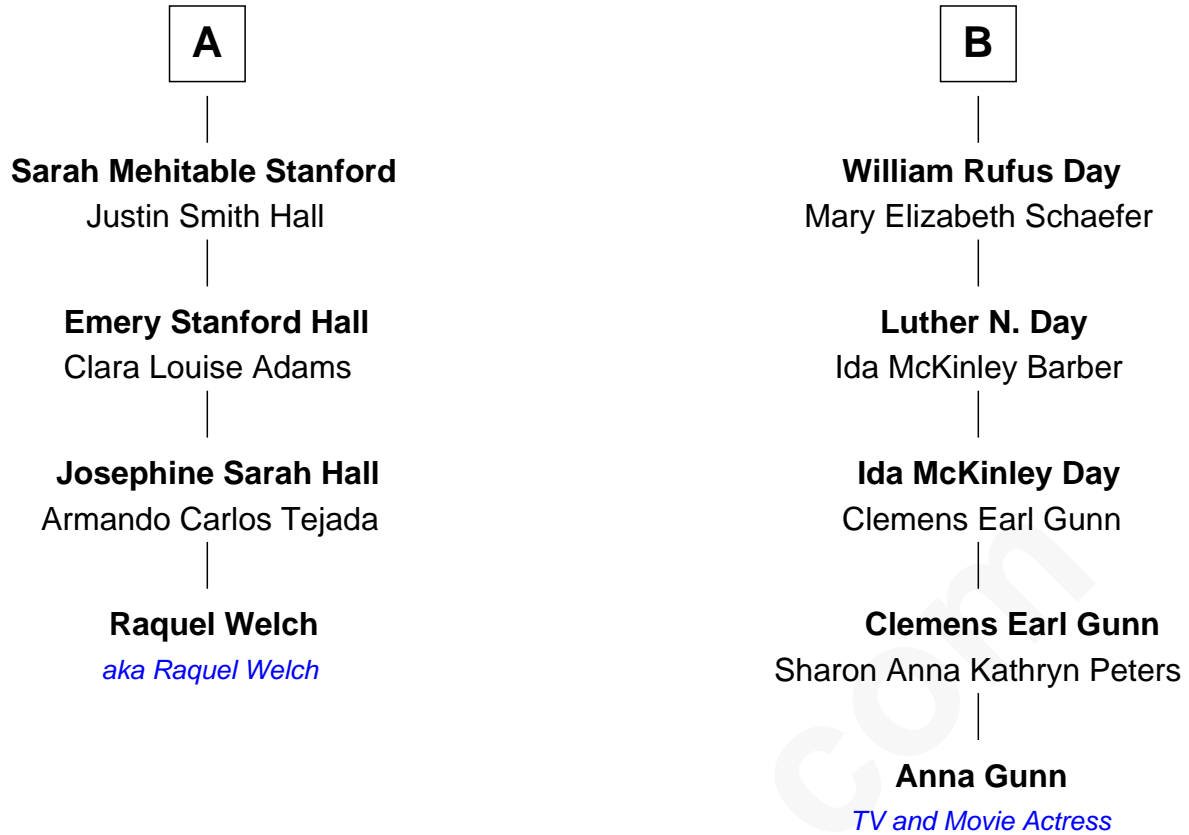 A
Sarah Mehitable Stanford
Justin Smith Hall
Emery Stanford Hall
Clara Louise Adams
Josephine Sarah Hall
Armando Carlos Tejada
Raquel Welch
aka Raquel Welch
B
William Rufus Day
Mary Elizabeth Schaefer
Luther N. Day
Ida McKinley Barber
Ida McKinley Day
Clemens Earl Gunn
Clemens Earl Gunn
Sharon Anna Kathryn Peters
Anna Gunn
TV and Movie Actress
com